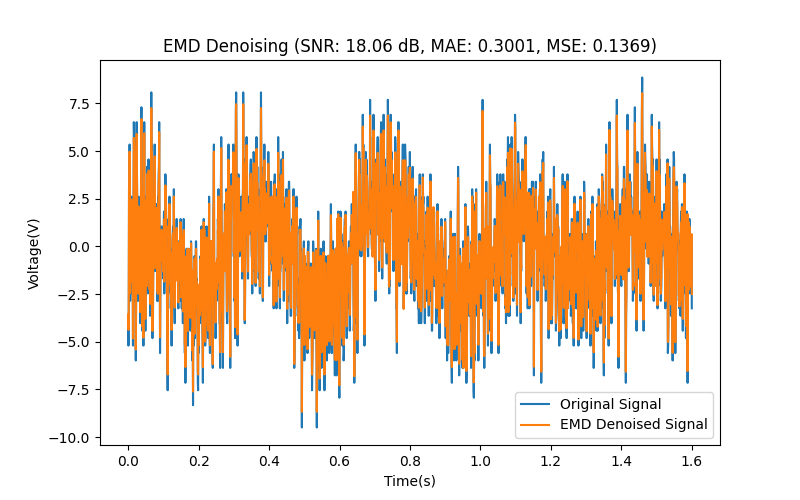 EMD Denoising (SNR: 18.06 dB, MAE: 0.3001, MSE: 0.1369)
7.5
5.0
2.5
0.0
−2.5
−5.0
−7.5
−10.0
Voltage(V)
Original Signal
EMD Denoised Signal
0.0 0.2 0.4 0.6 0.8 1.0 1.2 1.4 1.6
Time(s)